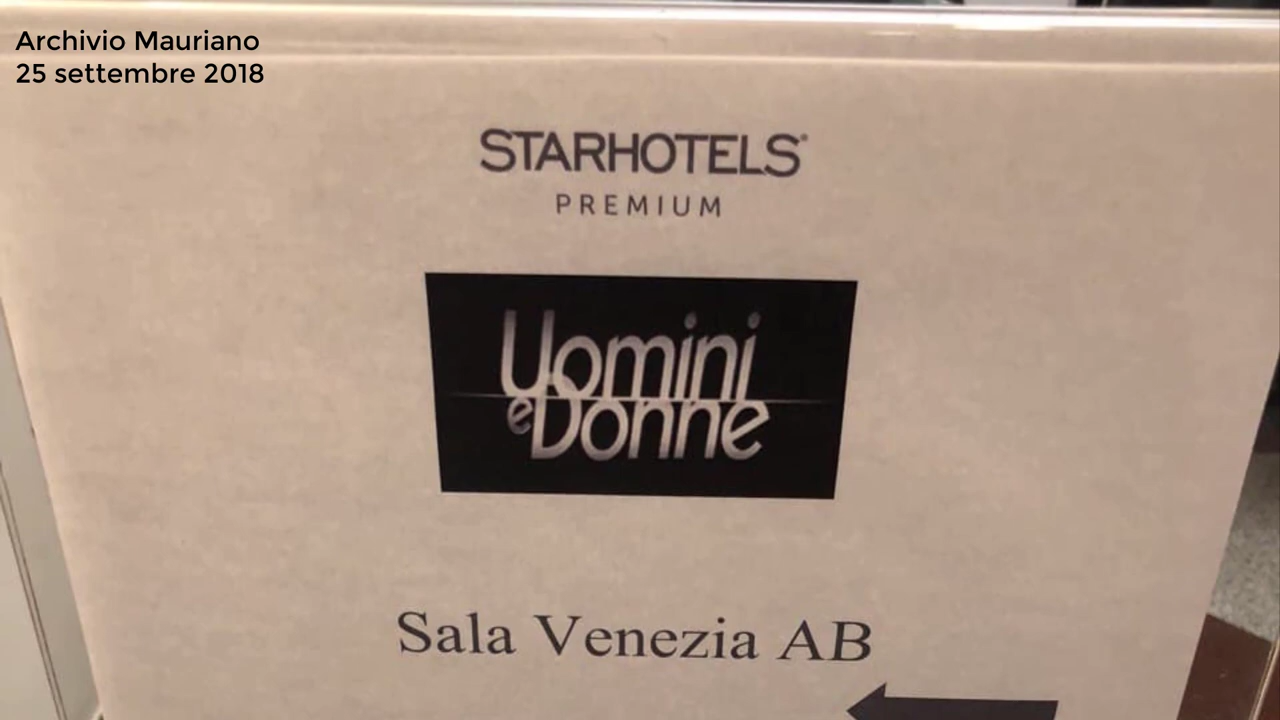 Archivio Mauriano
25 settembre 2018
STARHOTELS®
PREMIUM
Uomini
e Donne
Sala Venezia AB